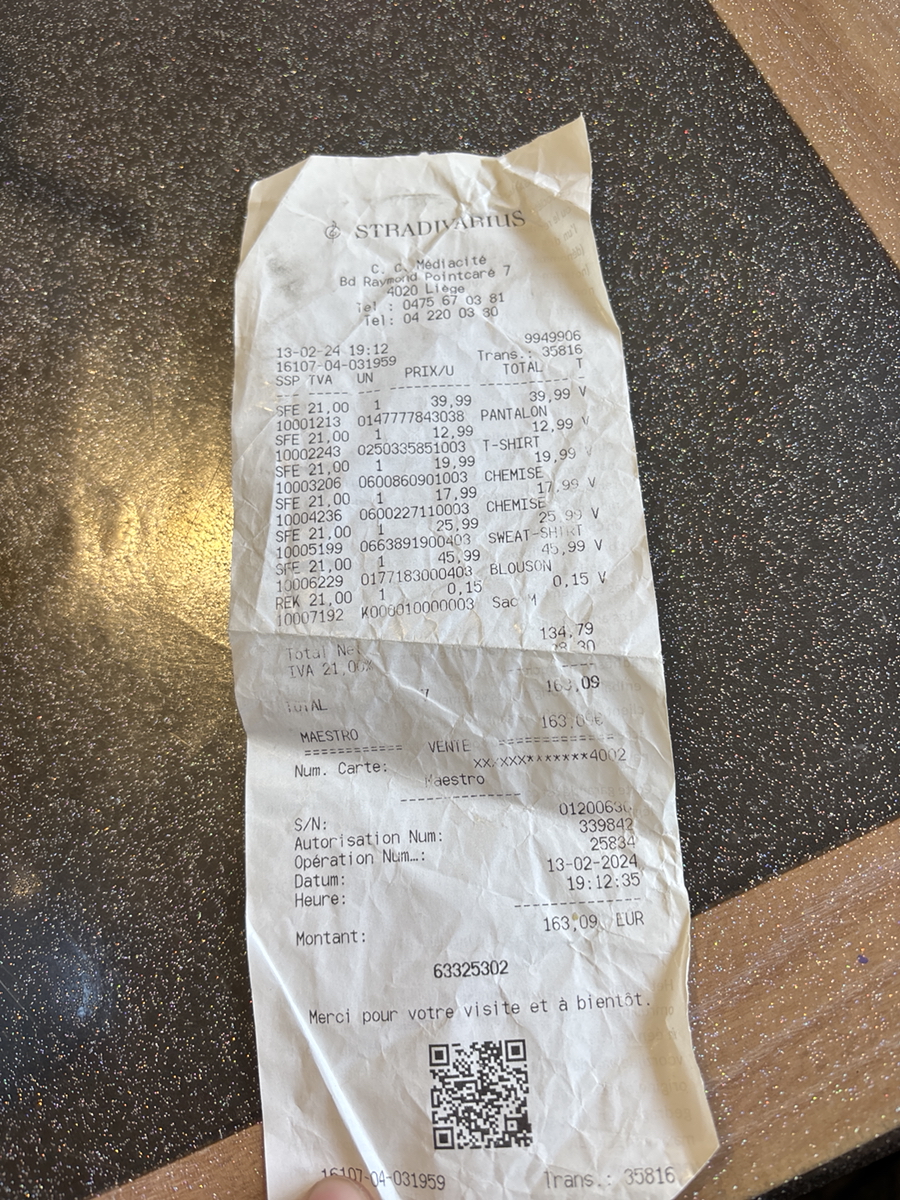 STRADIVARIUS
C. C. Médiacité
Bd Raymond Pointcaré 7
4020 Liège
Tel : 0475 67 03 81
Tel: 04 220 03 30
9949906
13-02-24 19:12
16107-04-031959 Trans.: 35816
SSP TVA UN PRIX/U TOTAL T
SFE 21,00 1 39,99 39,99 V
10001213 0147777843038 PANTALON
SFE 21,00 1 12,99 12,99 V
10002243 0250335851003 T-SHIRT
SFE 21,00 1 19,99 19,99 V
10003206 0600860901003 CHEMISE
SFE 21,00 1 17,99 17,99 V
10004236 0600227110003 CHEMISE
SFE 21,00 1 25,99 25,99 V
10005199 0663891900403 SWEAT-SHIRT
SFE 21,00 1 45,99 45,99 V
10006229 0177183000403 BLOUSON
REK 21,00 1 0,15 0,15 V
10007192 K000010000003 Sac M
Total Net 134,79
IVA 21,00% 28,30
TOTAL 163,09
MAESTRO 163,09€
============ VENTE ============
Num. Carte: 4002
Maestro
S/N:
Autorisation Num: 339842
Opération Num…: 25834
Datum: 13-02-2024
Heure: 19:12:35
Montant: 163,09 EUR
63325302
Merci pour votre visite et à bientôt.
16107-04-031959 Trans.: 35816